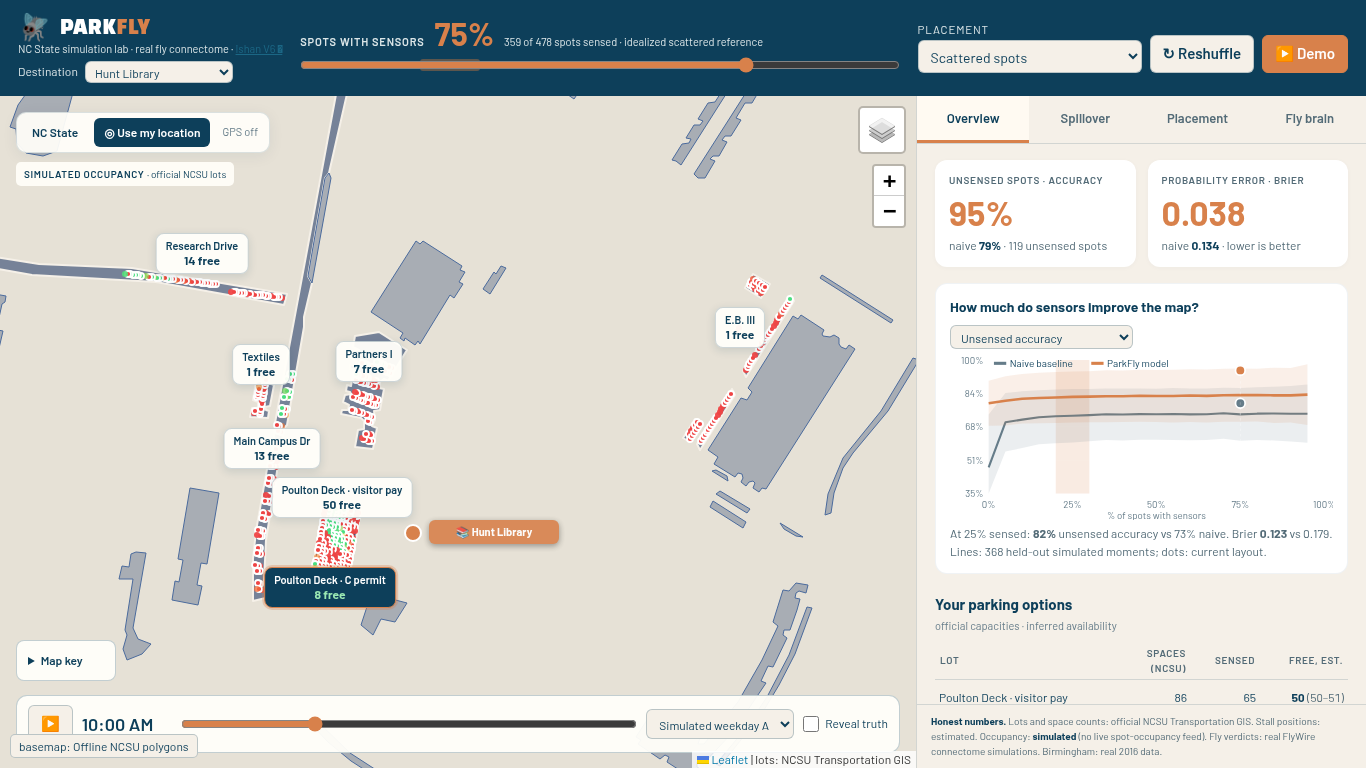 PARKFLY
NC State simulation lab · real fly connectome · Ishan V6
Destination
Hunt Library
SPOTS WITH SENSORS 75% 359 of 478 spots sensed · idealized scattered reference
PLACEMENT
Scattered spots
↻ Reshuffle
▶️ Demo
NC State
◎ Use my location
GPS off
SIMULATED OCCUPANCY · official NCSU lots
+
−
Research Drive
14 free
Textiles
1 free
Partners I
7 free
E.B. III
1 free
Main Campus Dr
13 free
Poulton Deck · visitor pay
50 free
📚 Hunt Library
Poulton Deck · C permit
8 free
▶ Map key
▶️
10:00 AM
Simulated weekday A
Reveal truth
basemap: Offline NCSU polygons
Leaflet | lots: NCSU Transportation GIS
Overview
Spillover
Placement
Fly brain
UNSENSED SPOTS · ACCURACY
95%
naive 79% · 119 unsensed spots
PROBABILITY ERROR · BRIER
0.038
naive 0.134 · lower is better
How much do sensors improve the map?
Unsensed accuracy
Naive baseline
ParkFly model
100%
84%
68%
51%
35%
0%
25%
50%
75%
100%
% of spots with sensors
At 25% sensed: 82% unsensed accuracy vs 73% naive. Brier 0.123 vs 0.179.
Lines: 368 held-out simulated moments; dots: current layout.
Your parking options
official capacities · inferred availability
LOT
SPACES
(NCSU)
SENSED
FREE, EST.
Poulton Deck · visitor pay
86
65
50 (50–51)
Honest numbers. Lots and space counts: official NCSU Transportation GIS. Stall positions:
estimated. Occupancy: simulated (no live spot-occupancy feed). Fly verdicts: real FlyWire
connectome simulations. Birmingham: real 2016 data.